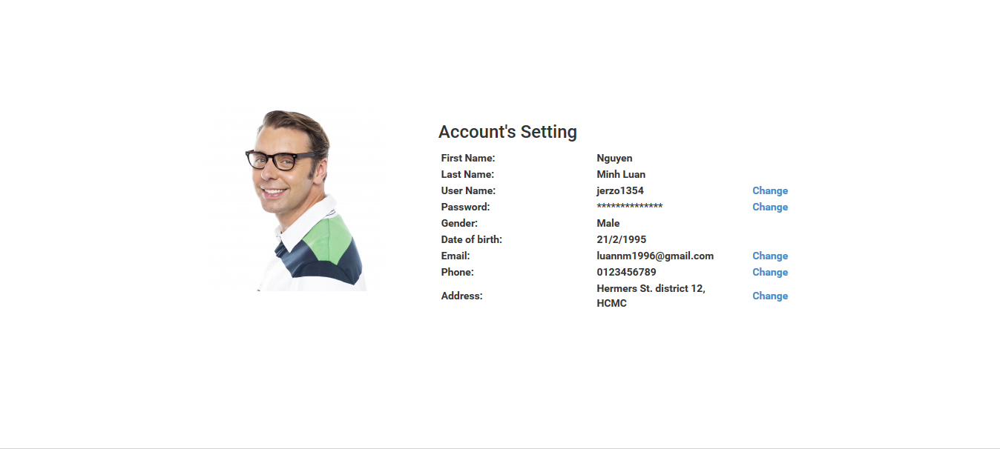 Account's Setting
First Name: Nguyen
Last Name: Minh Luan
User Name: jerzo1354 Change
Password: ************** Change
Gender: Male
Date of birth: 21/2/1995
Email: luannm1996@gmail.com Change
Phone: 0123456789 Change
Address: Hermers St. district 12, Change
HCMC